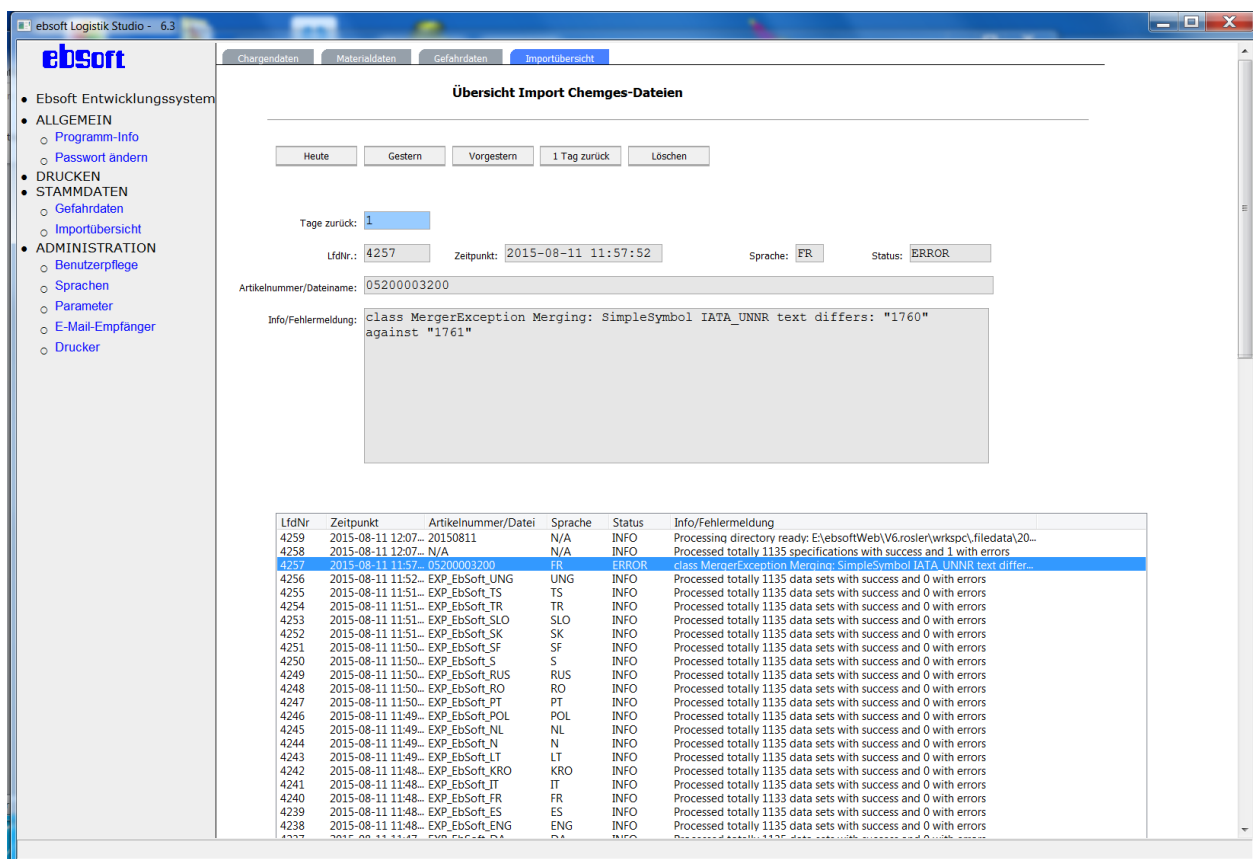 ebsoft Logistik Studio - 6.3
ebsoft
Ebsoft Entwicklungssystem
ALLGEMEIN
Programm-Info
Passwort ändern
DRUCKEN
STAMMDATEN
Gefahrdaten
Importübersicht
ADMINISTRATION
Benutzerpflege
Sprachen
Parameter
E-Mail-Empfänger
Drucker
Chargendaten Materialdaten Gefahrdaten Importübersicht
Übersicht Import Chemges-Dateien
Heute Gestern Vorgestern 1 Tag zurück Löschen
Tage zurück: 1
LfdNr.: 4257 Zeitpunkt: 2015-08-11 11:57:52 Sprache: FR Status: ERROR
Artikelnummer/Dateiname: 05200003200
Info/Fehlermeldung: class MergerException Merging: SimpleSymbol IATA_UNNR text differs: "1760"
against "1761"
LfdNr Zeitpunkt Artikelnummer/Datei Sprache Status Info/Fehlermeldung
4259 2015-08-11 12:07... 20150811 N/A INFO Processing directory ready: E:\ebsoftWeb\V6.rosler\wrkspc\.filedata\20...
4258 2015-08-11 12:07... N/A N/A INFO Processed totally 1135 specifications with success and 1 with errors
4257 2015-08-11 11:57... 05200003200 FR ERROR class MergerException Merging: SimpleSymbol IATA_UNNR text differ...
4256 2015-08-11 11:52... EXP_EbSoft_UNG UNG INFO Processed totally 1135 data sets with success and 0 with errors
4255 2015-08-11 11:51... EXP_EbSoft_TS TS INFO Processed totally 1135 data sets with success and 0 with errors
4254 2015-08-11 11:51... EXP_EbSoft_TR TR INFO Processed totally 1135 data sets with success and 0 with errors
4253 2015-08-11 11:51... EXP_EbSoft_SLO SLO INFO Processed totally 1135 data sets with success and 0 with errors
4252 2015-08-11 11:51... EXP_EbSoft_SK SK INFO Processed totally 1135 data sets with success and 0 with errors
4251 2015-08-11 11:50... EXP_EbSoft_SF SF INFO Processed totally 1135 data sets with success and 0 with errors
4250 2015-08-11 11:50... EXP_EbSoft_S S INFO Processed totally 1135 data sets with success and 0 with errors
4249 2015-08-11 11:50... EXP_EbSoft_RUS RUS INFO Processed totally 1135 data sets with success and 0 with errors
4248 2015-08-11 11:50... EXP_EbSoft_RO RO INFO Processed totally 1135 data sets with success and 0 with errors
4247 2015-08-11 11:50... EXP_EbSoft_PT PT INFO Processed totally 1135 data sets with success and 0 with errors
4246 2015-08-11 11:49... EXP_EbSoft_POL POL INFO Processed totally 1135 data sets with success and 0 with errors
4245 2015-08-11 11:49... EXP_EbSoft_NL NL INFO Processed totally 1135 data sets with success and 0 with errors
4244 2015-08-11 11:49... EXP_EbSoft_N N INFO Processed totally 1135 data sets with success and 0 with errors
4243 2015-08-11 11:49... EXP_EbSoft_LT LT INFO Processed totally 1135 data sets with success and 0 with errors
4242 2015-08-11 11:48... EXP_EbSoft_KRO KRO INFO Processed totally 1135 data sets with success and 0 with errors
4241 2015-08-11 11:48... EXP_EbSoft_IT IT INFO Processed totally 1135 data sets with success and 0 with errors
4240 2015-08-11 11:48... EXP_EbSoft_FR FR INFO Processed totally 1133 data sets with success and 0 with errors
4239 2015-08-11 11:48... EXP_EbSoft_ES ES INFO Processed totally 1135 data sets with success and 0 with errors
4238 2015-08-11 11:48... EXP_EbSoft_ENG ENG INFO Processed totally 1135 data sets with success and 0 with errors